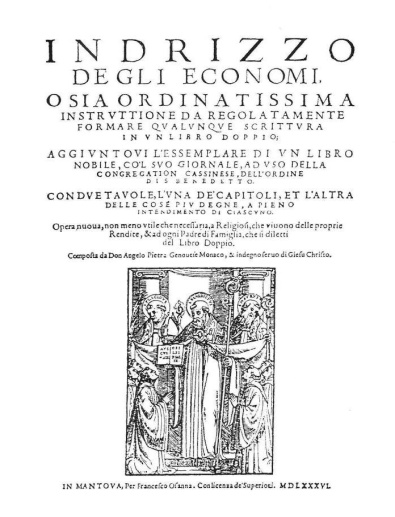 INDRIZZO
DEGLI ECONOMI,
O SIA ORDINATISSIMA
INSTRVTTIONE DA REGOLATAMENTE
FORMARE QVALVNQVE SCRITTVRA
IN VN LIBRO DOPPIO;
AGGIVNTOVI L'ESSEMPLARE DI VN LIBRO
NOBILE, CO'L SVO GIORNALE, AD VSO DELLA
CONGREGATION CASSINESE, DELL'ORDINE
DI S. BENEDETTO.
CON DVE TAVOLE, L'VNA DE' CAPITOLI, ET L'ALTRA
DELLE COSE PIV DEGNE, A PIENO
INTENDIMENTO DI CIASCVNO.
Opera nuoua, non meno vtile che necessaria, a Religiosi, che viuono delle proprie
Rendite, & ad ogni Padre di Famiglia, che si diletti
del Libro Doppio.
Composta da Don Angelo Pietra Genouese Monaco, & indegno seruo di Giesu Christo.
IN MANTOVA, Per Francesco Osanna. Con licenza de' Superiori. MDLXXXVI.